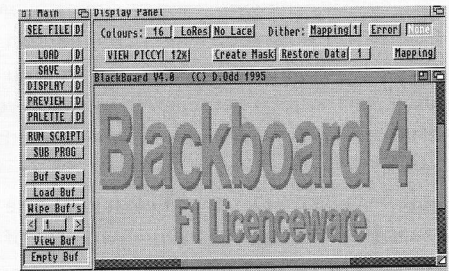 Main
SEE FILE D
LOAD D
SAVE D
DISPLAY D
PREVIEW D
PALETTE D
RUN SCRIPT
SUB PROG
Buf Save
Load Buf
Wipe Buf's
< 1 >
View Buf
Empty Buf
Display Panel
Colours: 16 LoRes No Lace Dither: Mapping 1 Error None
VIEW PICCY 12% Create Mask Restore Data 1 Mapping
BlackBoard V4.0 (C) D.Odd 1995
Blackboard 4
F1 Licenceware